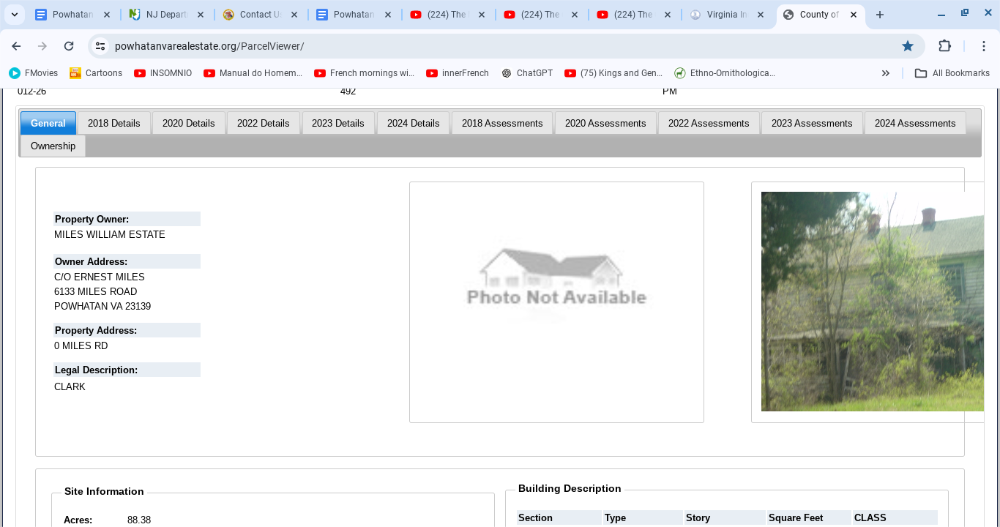 Powhatan
NJ Depart
Contact U
Powhatan
(224) The
(224) The
(224) The
Virginia In
County of
powhatanvarealestate.org/ParcelViewer/
FMovies
Cartoons
INSOMNIO
Manual do Homem...
French mornings wi...
innerFrench
ChatGPT
(75) Kings and Gen...
Ethno-Ornithologica...
All Bookmarks
012-26 492 PM
General 2018 Details 2020 Details 2022 Details 2023 Details 2024 Details 2018 Assessments 2020 Assessments 2022 Assessments 2023 Assessments 2024 Assessments
Ownership
Property Owner:
MILES WILLIAM ESTATE
Owner Address:
C/O ERNEST MILES
6133 MILES ROAD
POWHATAN VA 23139
Property Address:
0 MILES RD
Legal Description:
CLARK
Photo Not Available
Site Information
Acres: 88.38
Building Description
Section Type Story Square Feet CLASS